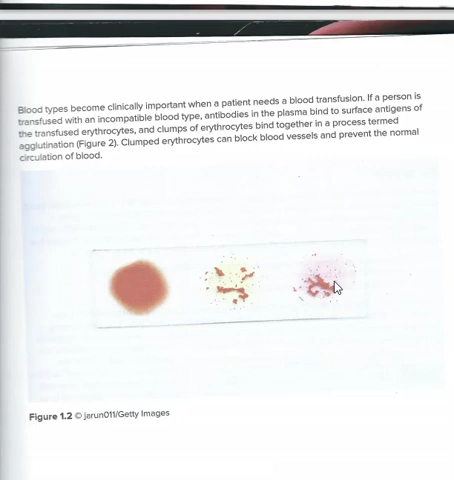 Blood types become clinically important when a patient needs a blood transfusion. If a person is
transfused with an incompatible blood type, antibodies in the plasma bind to surface antigens of
the transfused erythrocytes, and clumps of erythrocytes bind together in a process termed
agglutination (Figure 2). Clumped erythrocytes can block blood vessels and prevent the normal
circulation of blood.
Figure 1.2 © jarun011/Getty Images